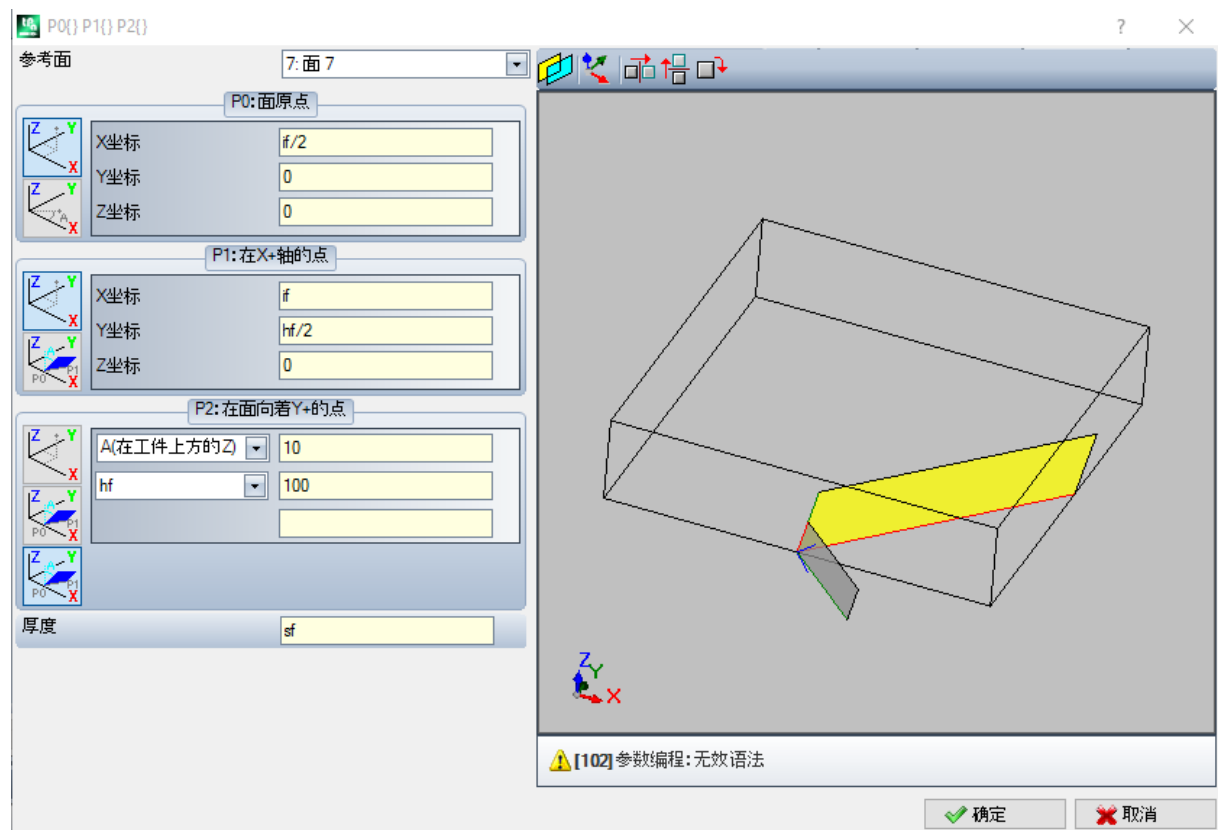 P0{} P1{} P2{}
参考面 7: 面 7
P0:面原点
X坐标 if/2
Y坐标 0
Z坐标 0
P1:在X+轴的点
X坐标 if
Y坐标 hf/2
Z坐标 0
P2:在面向着Y+的点
A(在工件上方的Z) 10
hf 100
厚度 sf
Z Y X
[102]参数编程:无效语法
确定 取消